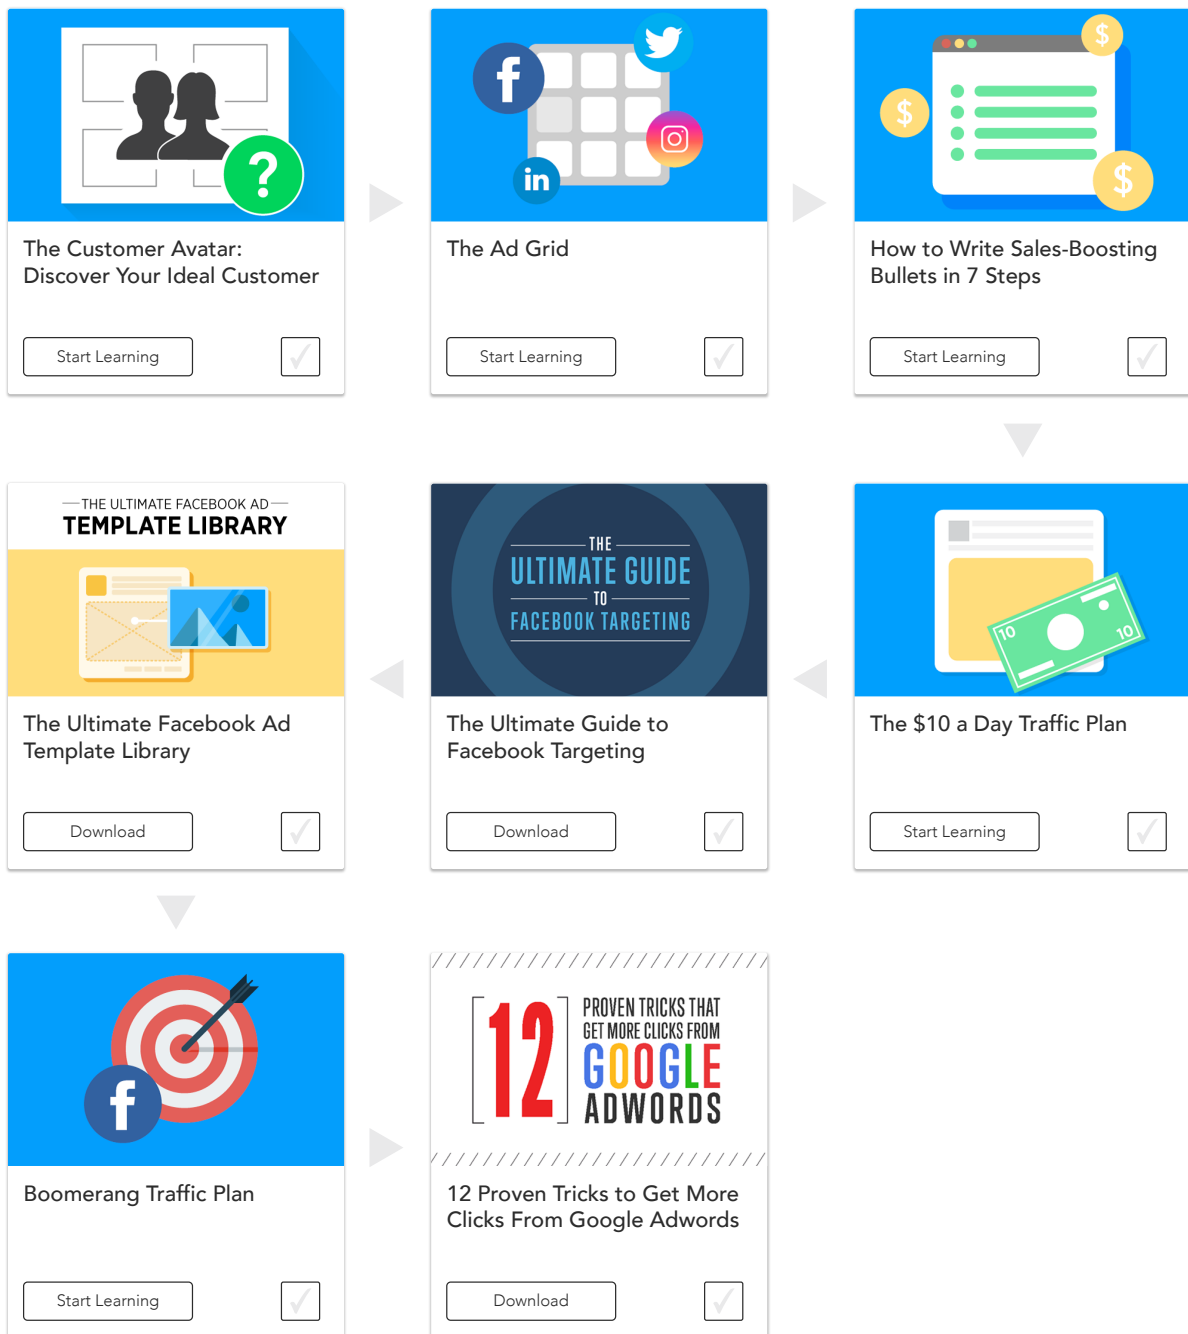 ?
f
in
$
$
$
The Customer Avatar:
Discover Your Ideal Customer
Start Learning
The Ad Grid
Start Learning
How to Write Sales-Boosting
Bullets in 7 Steps
Start Learning
THE ULTIMATE FACEBOOK AD
TEMPLATE LIBRARY
The Ultimate Facebook Ad
Template Library
Download
THE
ULTIMATE GUIDE
TO
FACEBOOK TARGETING
The Ultimate Guide to
Facebook Targeting
Download
10
10
The $10 a Day Traffic Plan
Start Learning
f
Boomerang Traffic Plan
Start Learning
[12]
PROVEN TRICKS THAT
GET MORE CLICKS FROM
GOOGLE
ADWORDS
12 Proven Tricks to Get More
Clicks From Google Adwords
Download